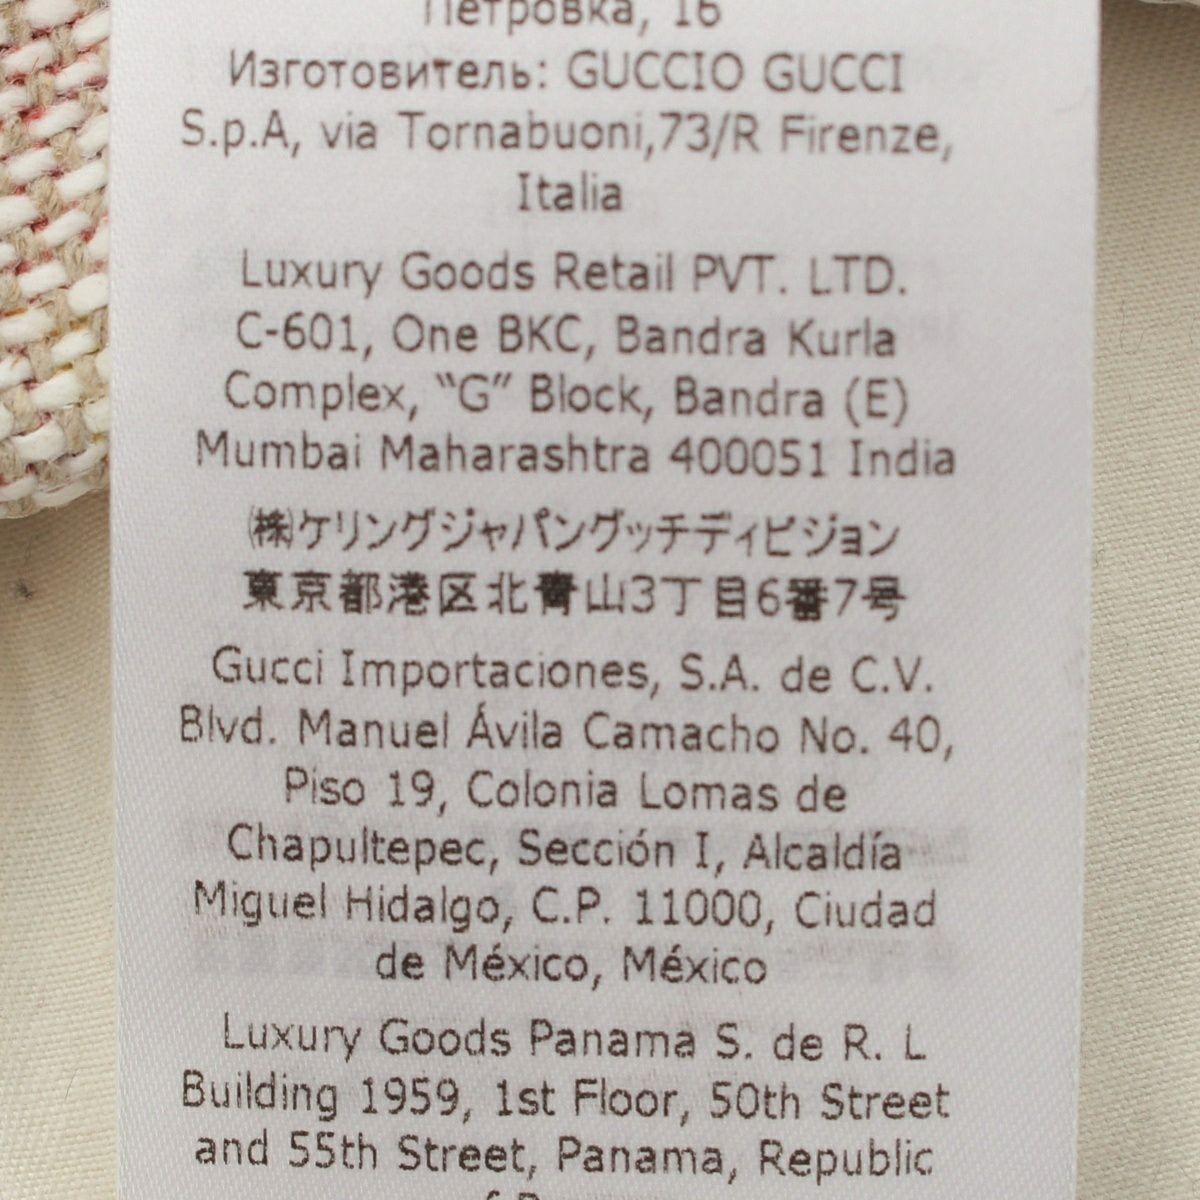 Петровка, 16
Изготовитель: GUCCIO GUCCI
S.p.A, via Tornabuoni,73/R Firenze,
Italia
Luxury Goods Retail PVT. LTD.
C-601, One BKC, Bandra Kurla
Complex, “G” Block, Bandra (E)
Mumbai Maharashtra 400051 India
㈱ケリングジャパングッチディビジョン
東京都港区北青山3丁目6番7号
Gucci Importaciones, S.A. de C.V.
Blvd. Manuel Ávila Camacho No. 40,
Piso 19, Colonia Lomas de
Chapultepec, Sección I, Alcaldía
Miguel Hidalgo, C.P. 11000, Ciudad
de México, México
Luxury Goods Panama S. de R. L
Building 1959, 1st Floor, 50th Street
and 55th Street, Panama, Republic